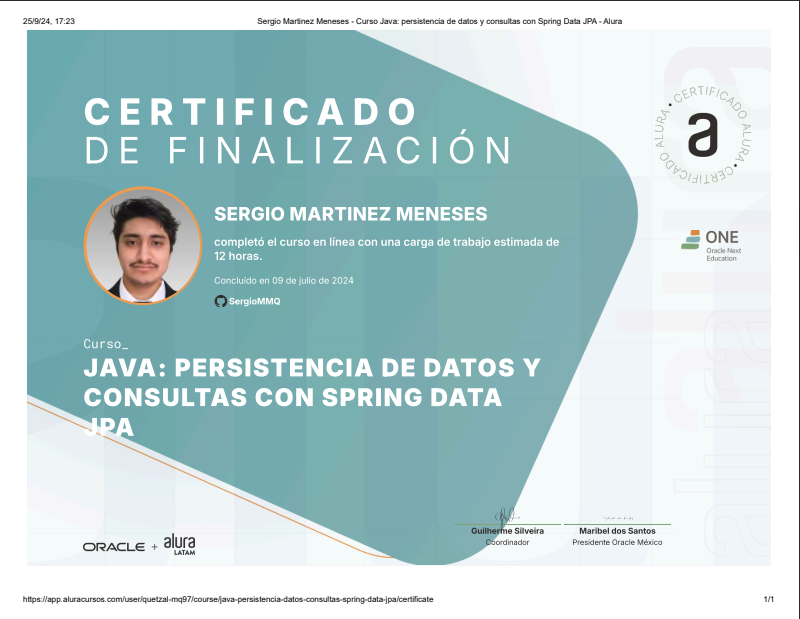 25/9/24, 17:23
Sergio Martinez Meneses - Curso Java: persistencia de datos y consultas con Spring Data JPA - Alura
CERTIFICADO
DE FINALIZACIÓN
• CERTIFICADO ALURA • CERTIFICADO ALURA
a
SERGIO MARTINEZ MENESES
completó el curso en línea con una carga de trabajo estimada de
12 horas.
Concluído en 09 de julio de 2024
SergioMMQ
ONE
Oracle Next
Education
Curso_
JAVA: PERSISTENCIA DE DATOS Y
CONSULTAS CON SPRING DATA
JPA
Guilherme Silveira
Coordinador
Maribel dos Santos
Presidente Oracle México
ORACLE + alura
LATAM
https://app.aluracursos.com/user/quetzal-mq97/course/java-persistencia-datos-consultas-spring-data-jpa/certificate
1/1